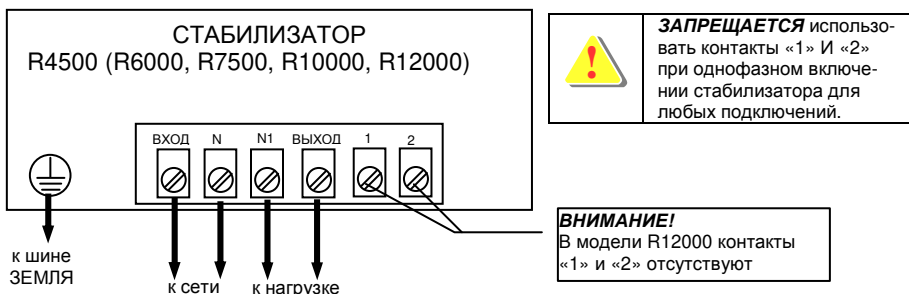 СТАБИЛИЗАТОР
R4500 (R6000, R7500, R10000, R12000)
ВХОД N N1 ВЫХОД 1 2
к шине
ЗЕМЛЯ
к сети к нагрузке
!
ЗАПРЕЩАЕТСЯ использо-
вать контакты «1» И «2»
при однофазном включе-
нии стабилизатора для
любых подключений.
ВНИМАНИЕ!
В модели R12000 контакты
«1» и «2» отсутствуют